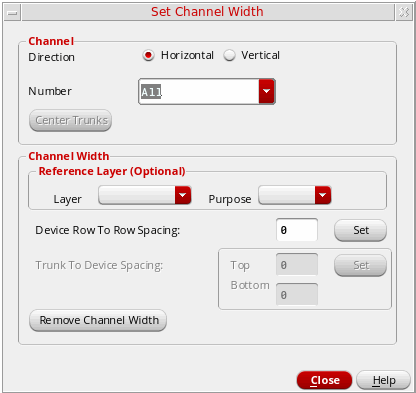 Set Channel Width
Channel
Direction Horizontal Vertical
Number All
Center Trunks
Channel Width
Reference Layer (Optional)
Layer Purpose
Device Row To Row Spacing: 0 Set
Trunk To Device Spacing: Top 0 Set
Bottom 0
Remove Channel Width
Close Help